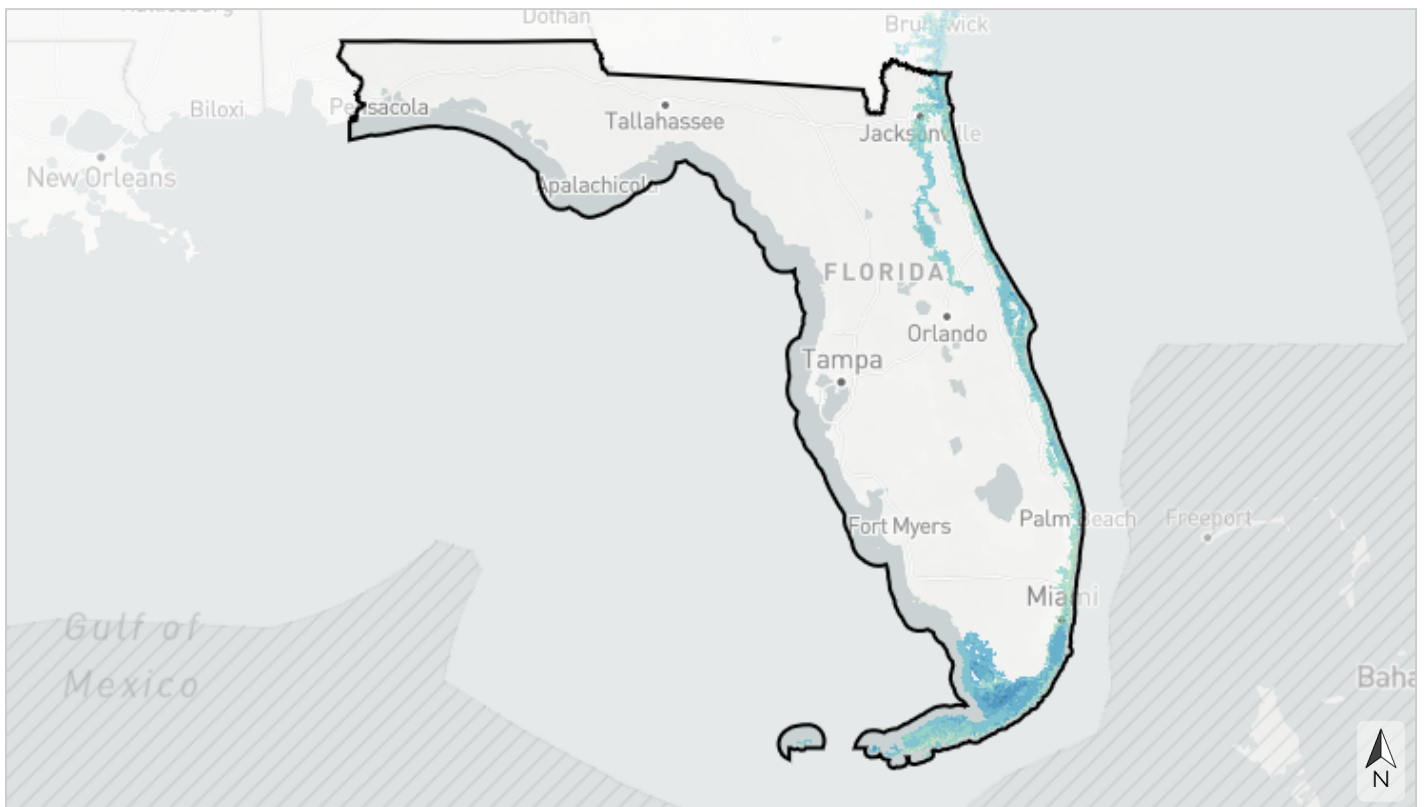 Dothan
Brunswick
Biloxi
Pensacola
Tallahassee
Jacksonville
New Orleans
Apalachicola
FLORIDA
Orlando
Tampa
Fort Myers
Palm Beach
Freeport
Miami
Gulf of
Mexico
Baha
N